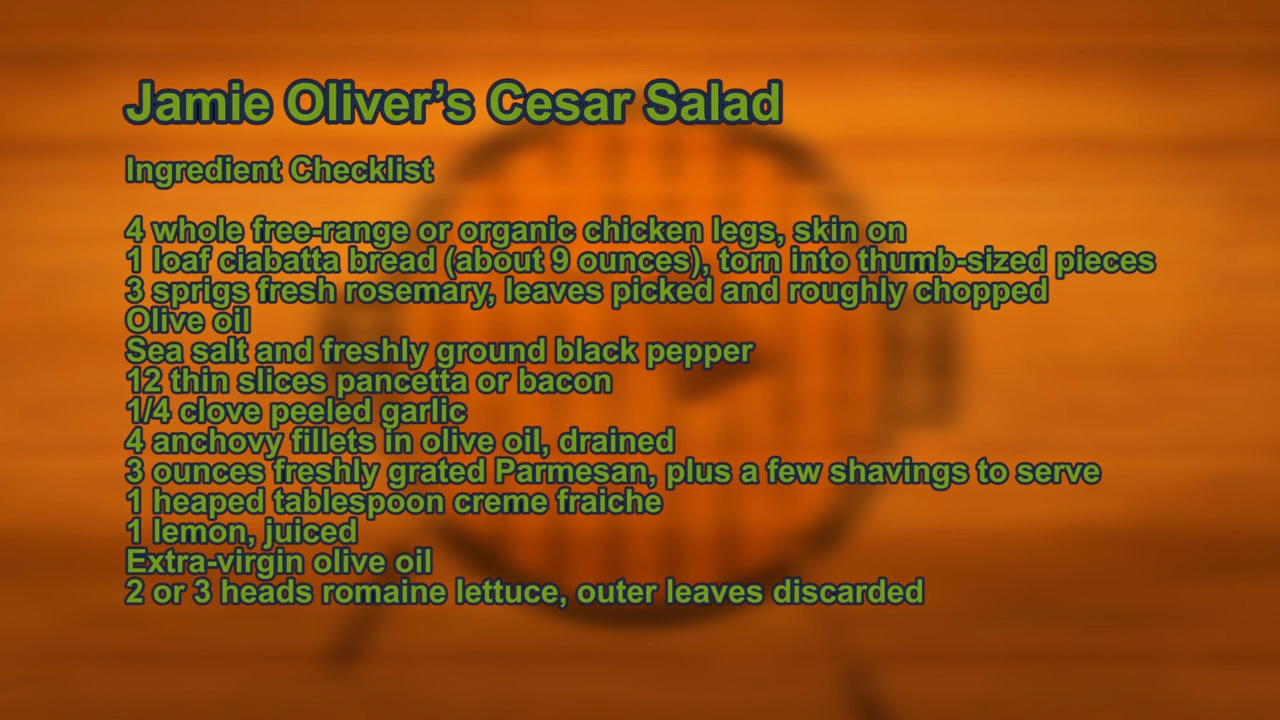 Jamie Oliver’s Cesar Salad
Ingredient Checklist
4 whole free-range or organic chicken legs, skin on
1 loaf ciabatta bread (about 9 ounces), torn into thumb-sized pieces
3 sprigs fresh rosemary, leaves picked and roughly chopped
Olive oil
Sea salt and freshly ground black pepper
12 thin slices pancetta or bacon
1/4 clove peeled garlic
4 anchovy fillets in olive oil, drained
3 ounces freshly grated Parmesan, plus a few shavings to serve
1 heaped tablespoon creme fraiche
1 lemon, juiced
Extra-virgin olive oil
2 or 3 heads romaine lettuce, outer leaves discarded